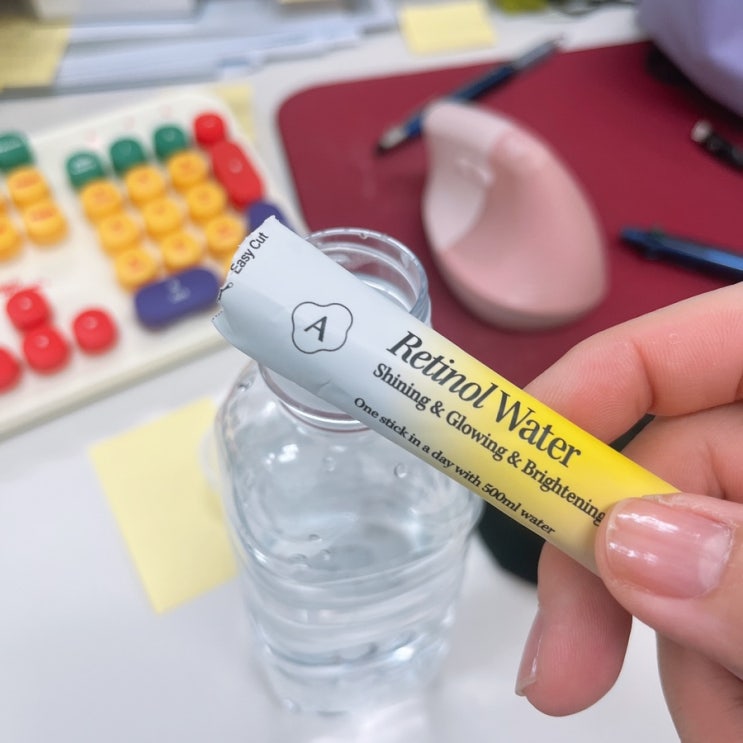 Easy Cut
A
Retinol Water
Shining & Glowing & Brightening
One stick in a day with 500ml water